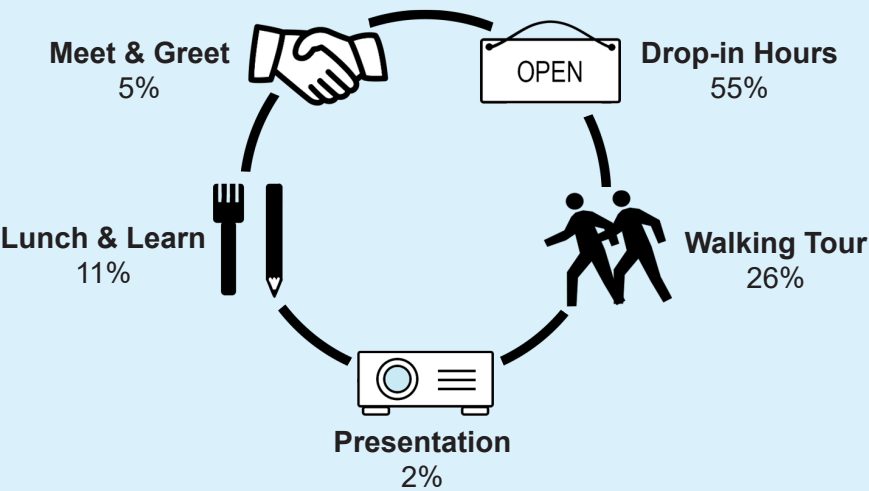 Meet & Greet
5%
OPEN
Drop-in Hours
55%
Lunch & Learn
11%
Walking Tour
26%
Presentation
2%